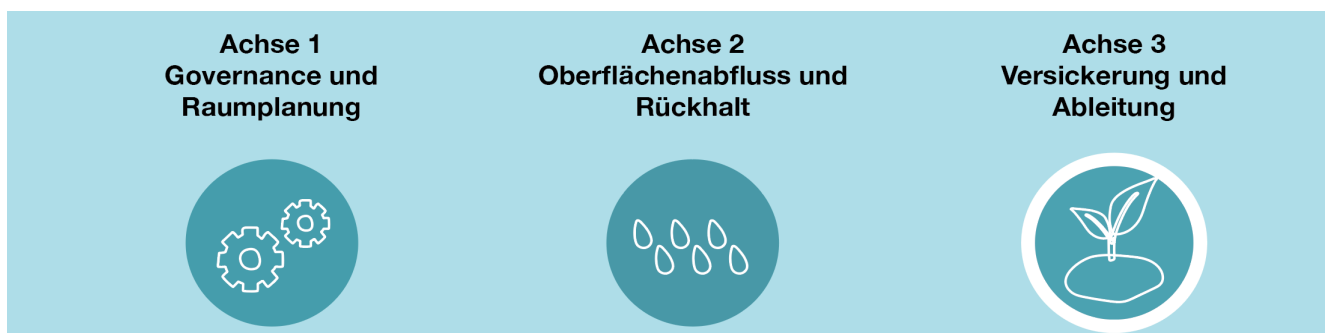 Achse 1
Governance und
Raumplanung
Achse 2
Oberflächenabfluss und
Rückhalt
Achse 3
Versickerung und
Ableitung